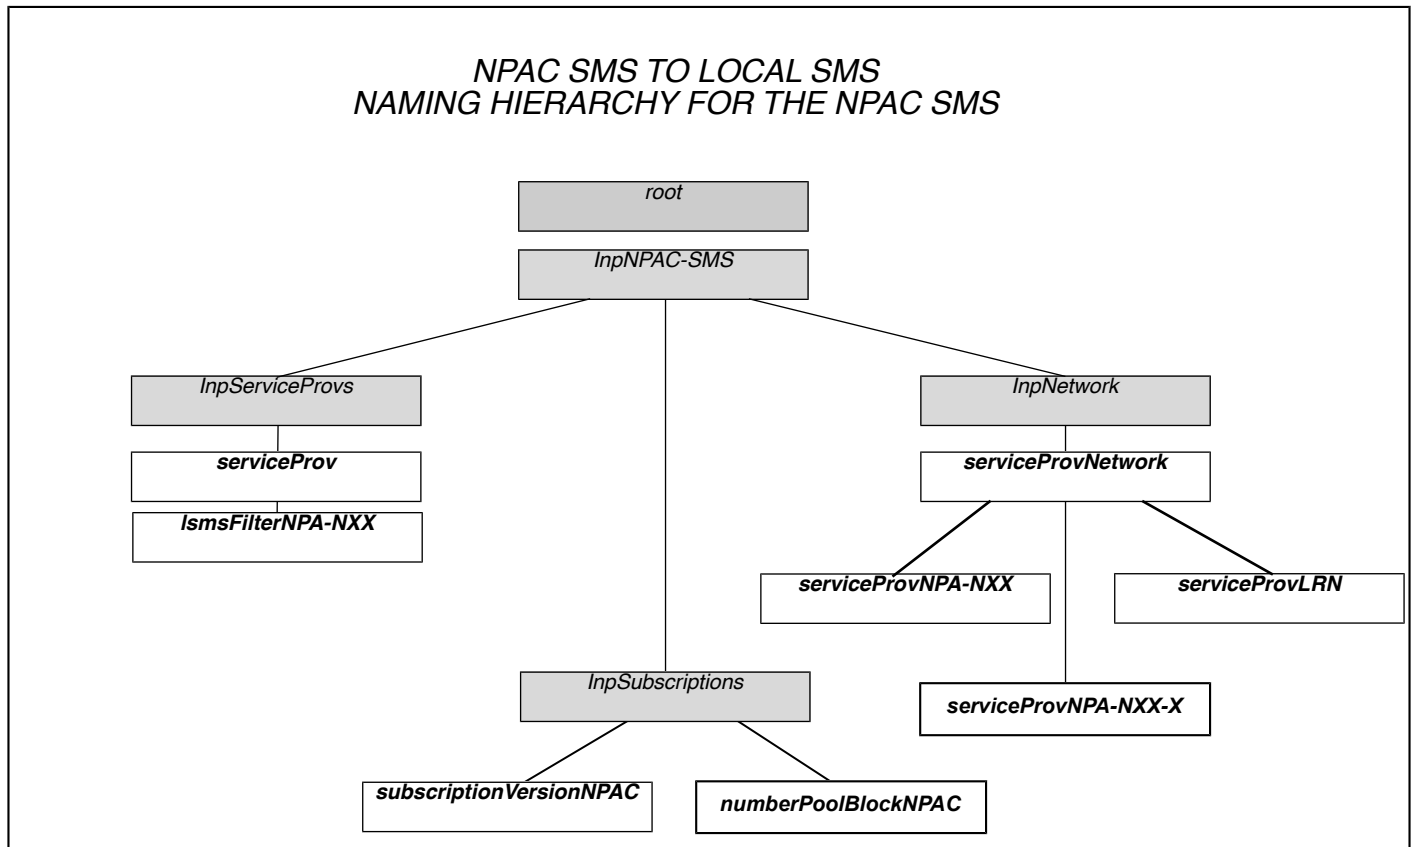 NPAC SMS TO LOCAL SMS
NAMING HIERARCHY FOR THE NPAC SMS
root
lnpNPAC-SMS
lnpServiceProvs
lnpNetwork
serviceProv
serviceProvNetwork
lsmsFilterNPA-NXX
serviceProvNPA-NXX
serviceProvLRN
lnpSubscriptions
serviceProvNPA-NXX-X
subscriptionVersionNPAC
numberPoolBlockNPAC